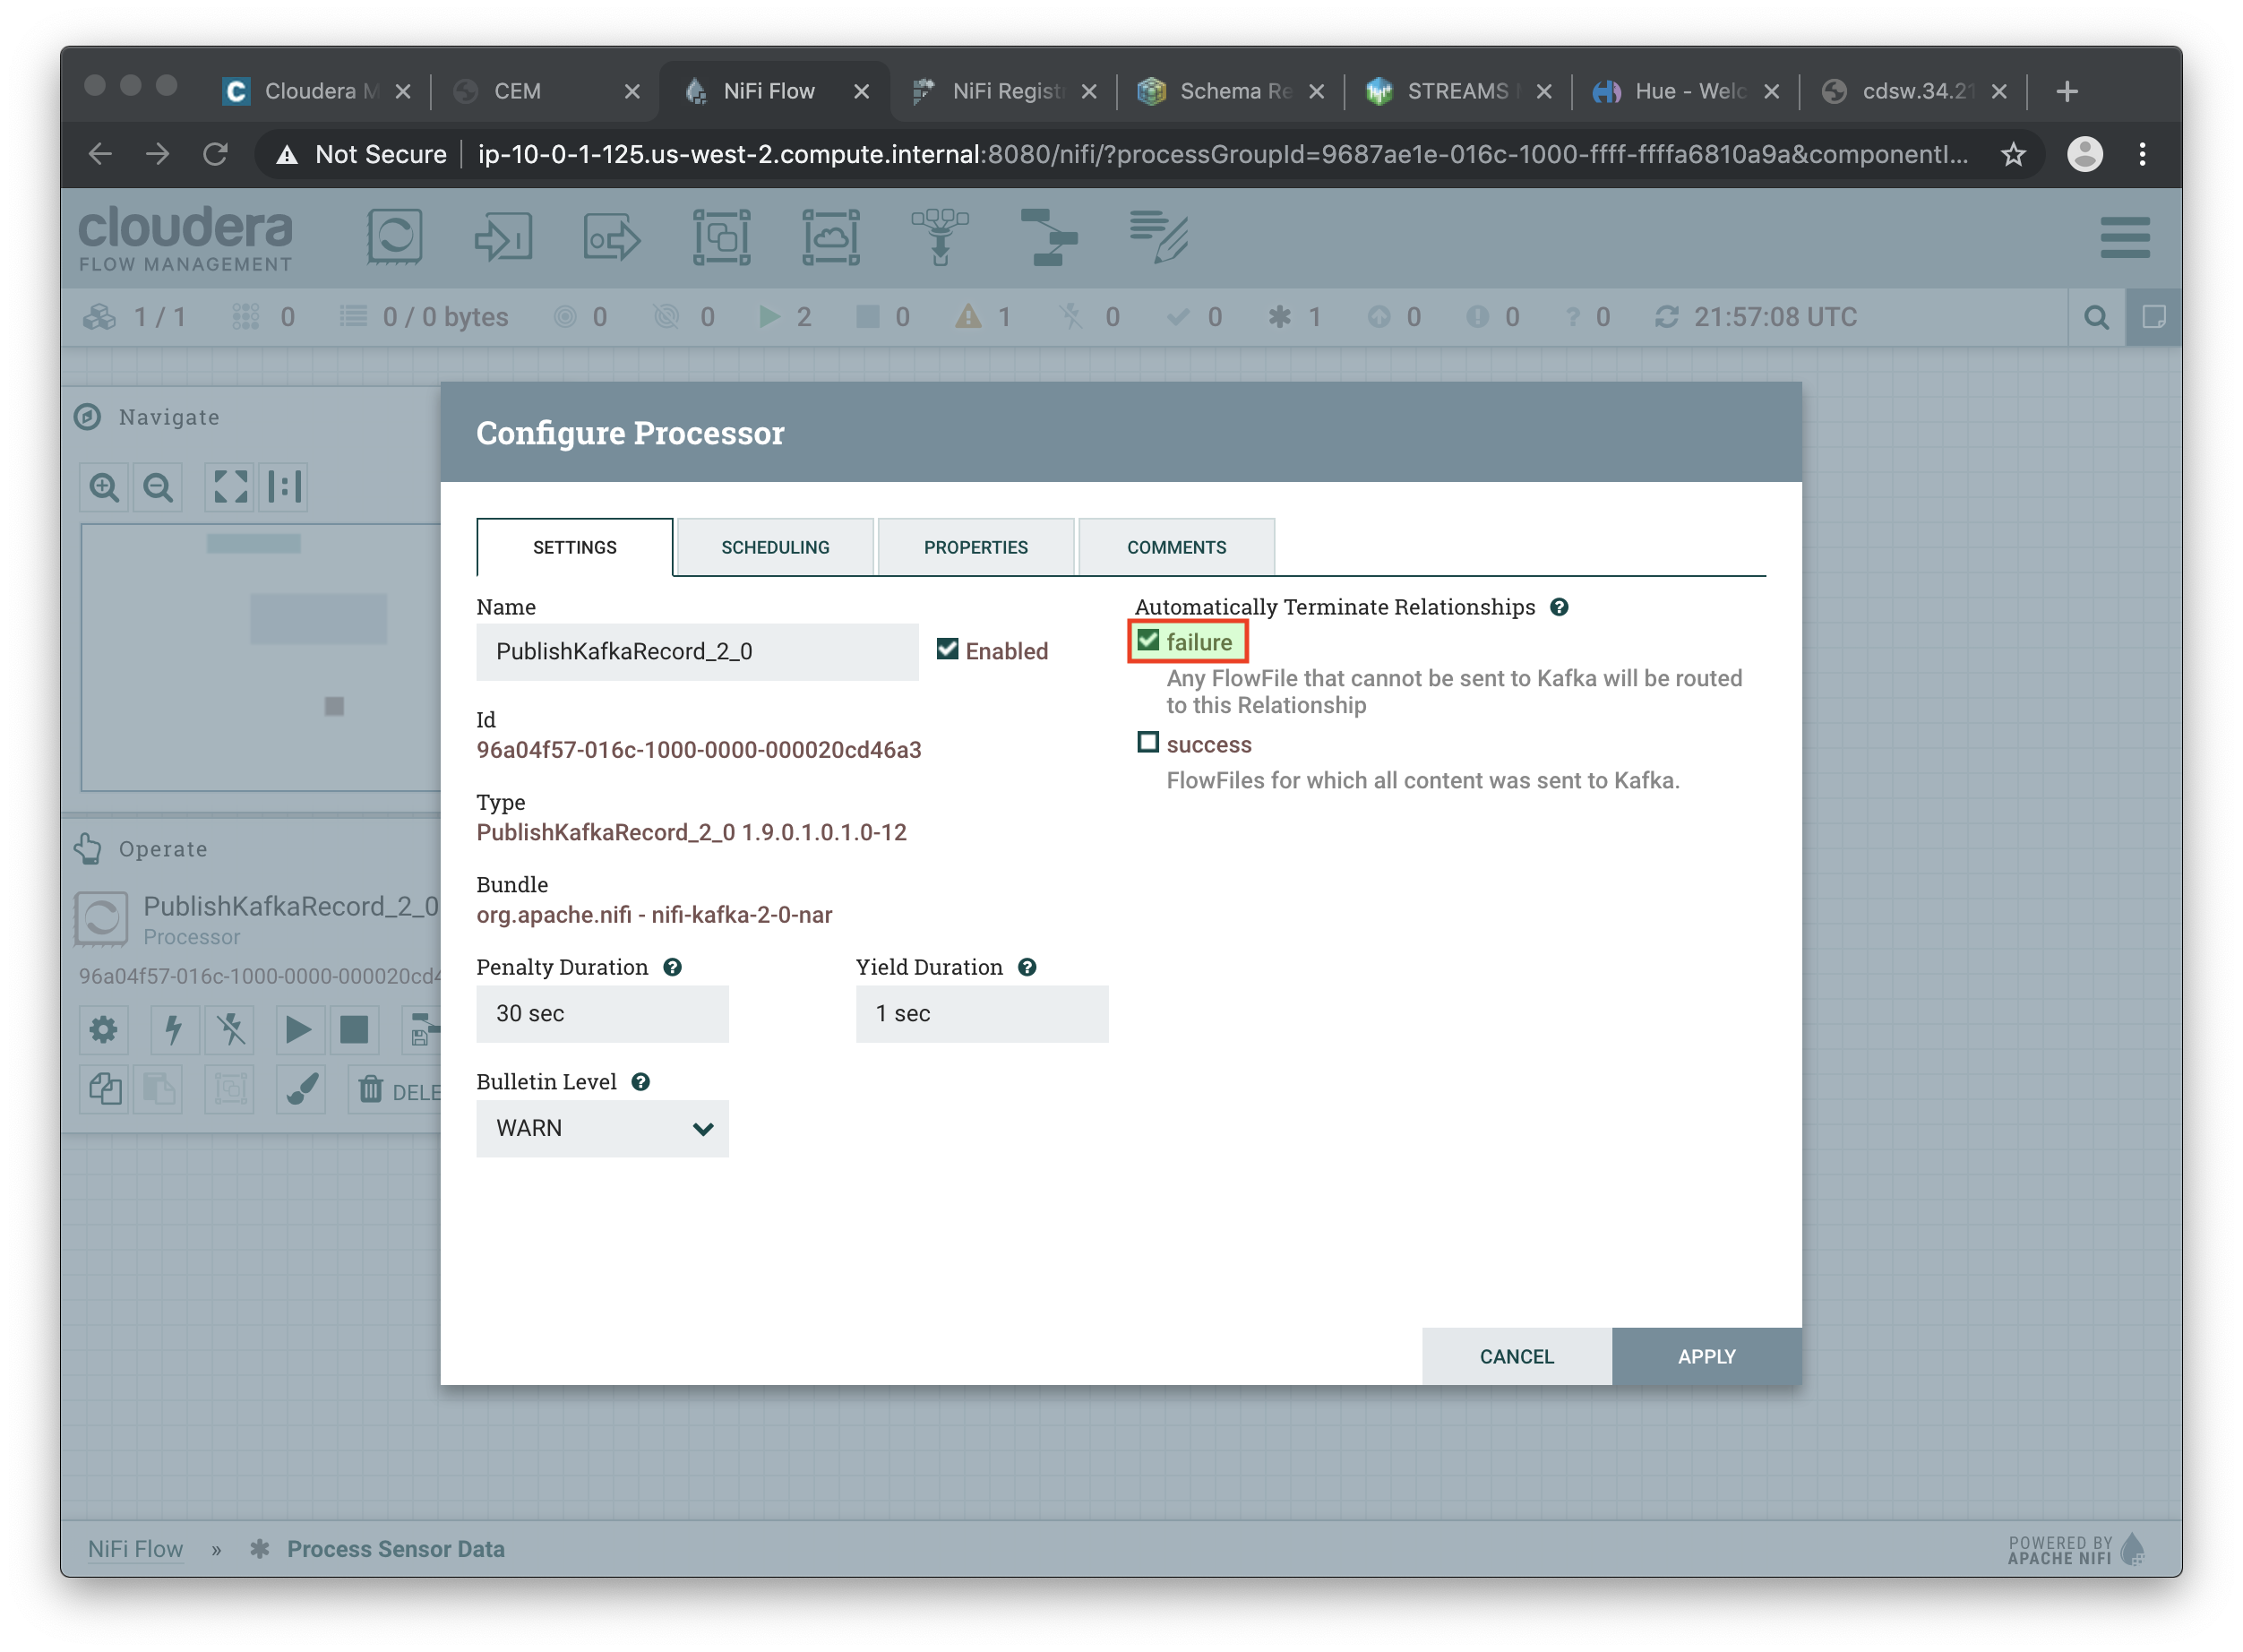 Cloudera M
CEM
NiFi Flow
NiFi Regist
Schema Re
STREAMS
Hue - Welc
cdsw.34.21
Not Secure ip-10-0-1-125.us-west-2.compute.internal:8080/nifi/?processGroupId=9687ae1e-016c-1000-ffff-ffffa6810a9a&componentI...
cloudera
FLOW MANAGEMENT
1 / 1 0 0 / 0 bytes 0 0 2 0 1 0 0 1 0 0 ? 0 21:57:08 UTC
Navigate
Configure Processor
SETTINGS SCHEDULING PROPERTIES COMMENTS
Name
PublishKafkaRecord_2_0
Enabled
Id
96a04f57-016c-1000-0000-000020cd46a3
Type
PublishKafkaRecord_2_0 1.9.0.1.0.1.0-12
Bundle
org.apache.nifi - nifi-kafka-2-0-nar
Penalty Duration
30 sec
Yield Duration
1 sec
Bulletin Level
WARN
Automatically Terminate Relationships
failure
Any FlowFile that cannot be sent to Kafka will be routed
to this Relationship
success
FlowFiles for which all content was sent to Kafka.
CANCEL APPLY
Operate
PublishKafkaRecord_2_0
Processor
96a04f57-016c-1000-0000-000020cd4
DELE
NiFi Flow » Process Sensor Data
POWERED BY
APACHE NIFI